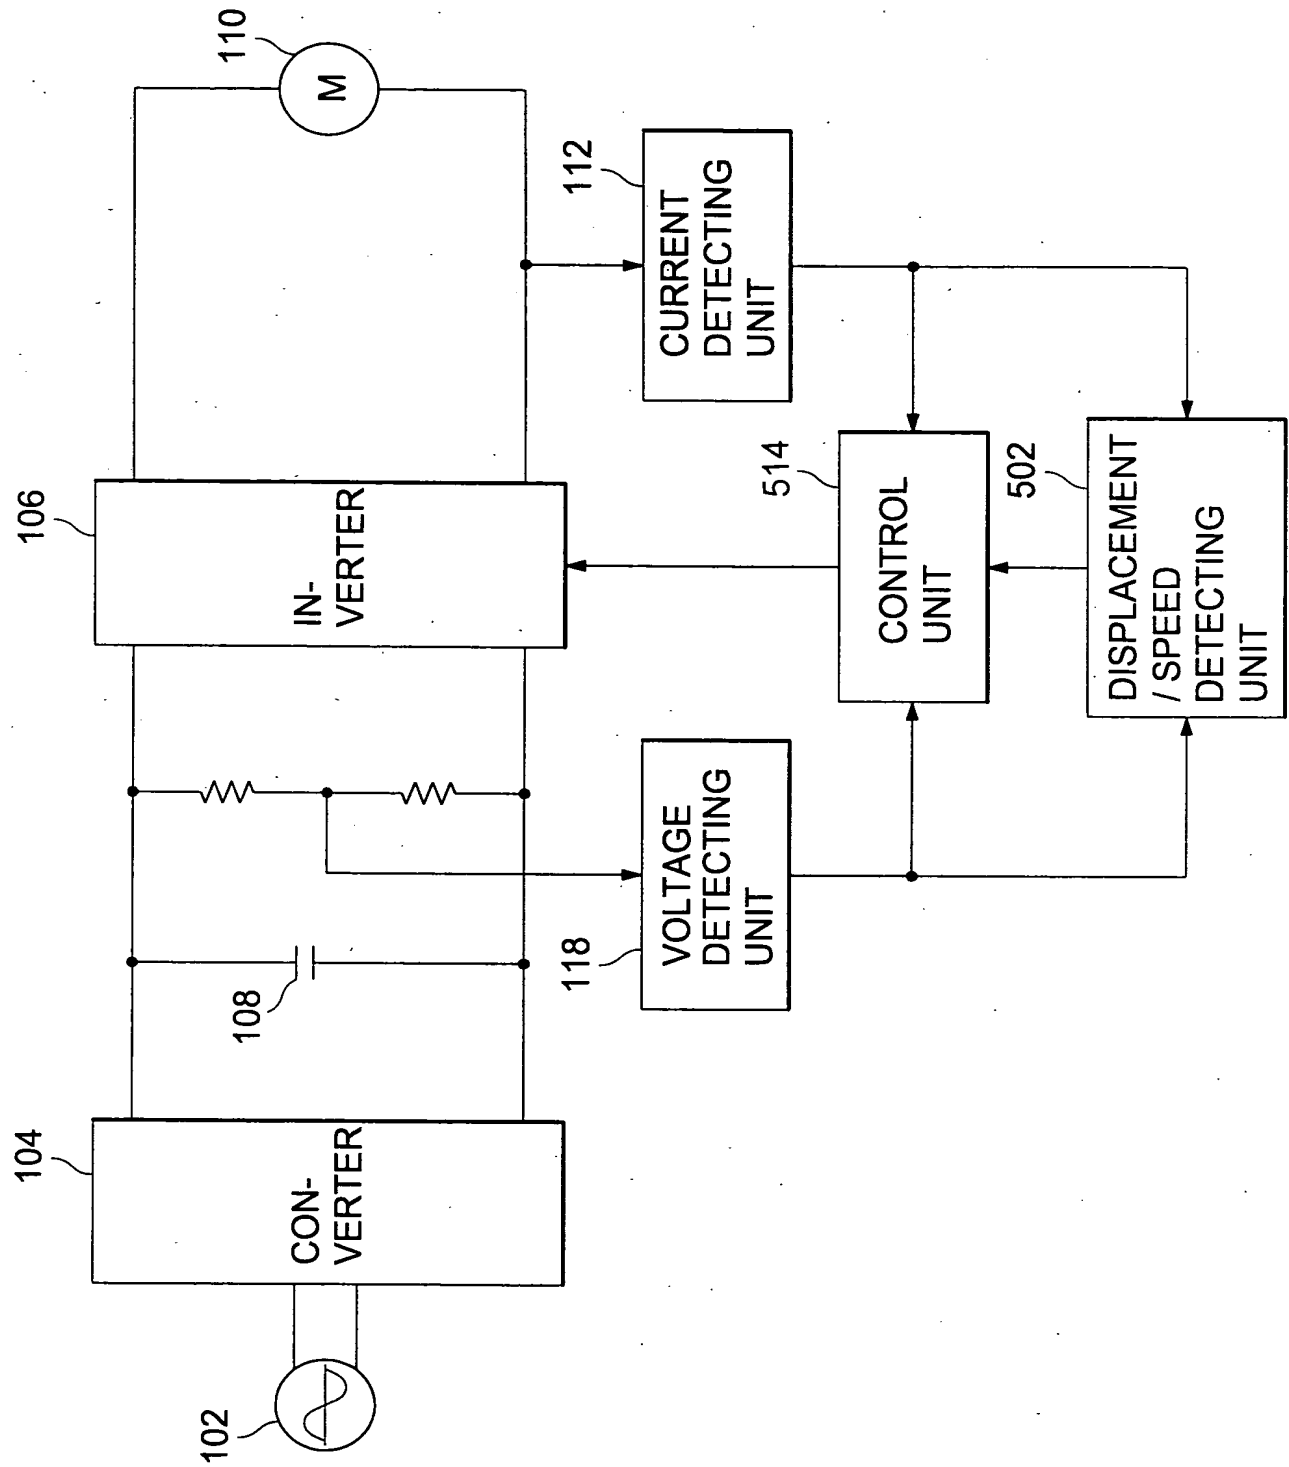 102
104
CON-
VERTER
108
106
IN-
VERTER
110
M
118
VOLTAGE
DETECTING
UNIT
514
CONTROL
UNIT
112
CURRENT
DETECTING
UNIT
502
DISPLACEMENT
/ SPEED
DETECTING
UNIT